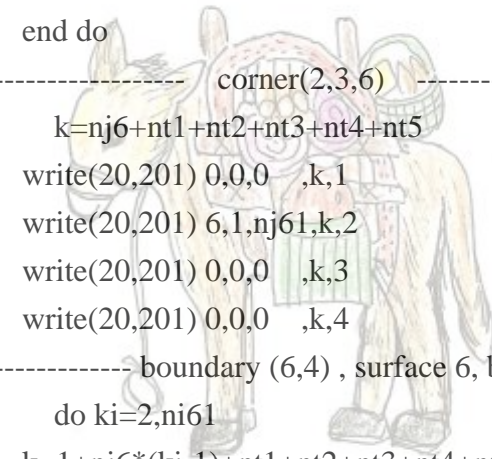 end do
------------------- corner(2,3,6) --------
k=nj6+nt1+nt2+nt3+nt4+nt5
write(20,201) 0,0,0 ,k,1
write(20,201) 6,1,nj61,k,2
write(20,201) 0,0,0 ,k,3
write(20,201) 0,0,0 ,k,4
-------------- boundary (6,4) , surface 6, b
do ki=2,ni61